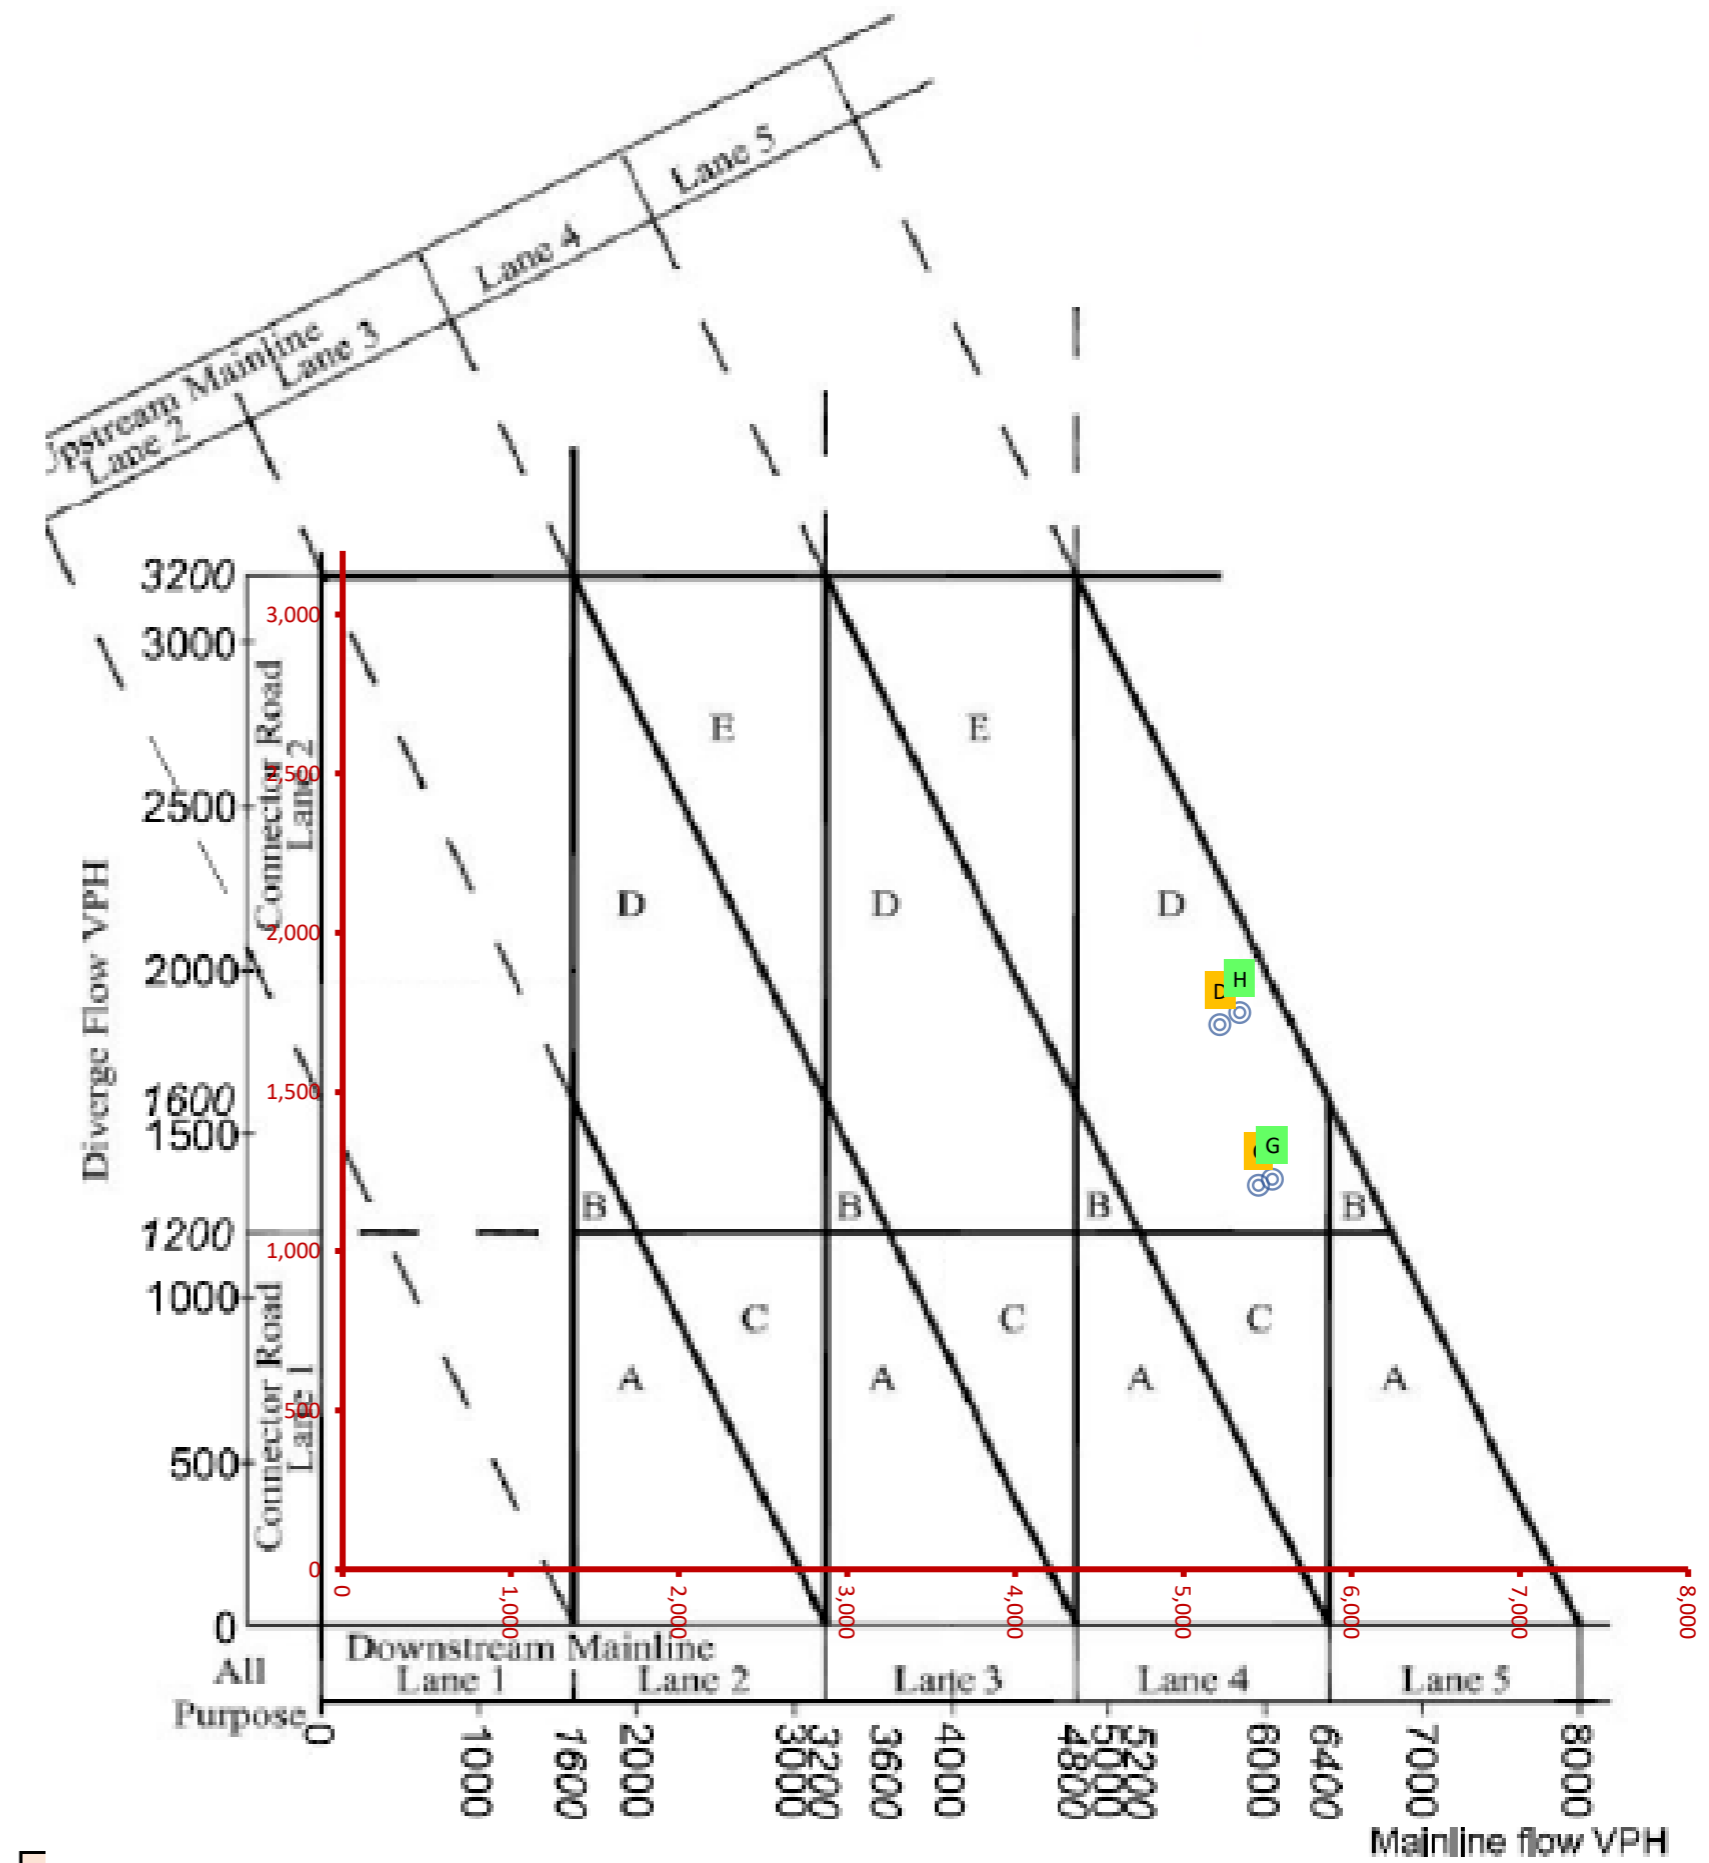 Lane 5
Lane 4
Upstream Mainline
Lane 3
Lane 2
3200
3000
2500
2000
1600
1500
1200
1000
500
0
Diverge Flow VPH
Connector Road
Lane 2
Connector Road
Lane 1
3,000
2,500
2,000
1,500
1,000
500
0
E
E
D
D
D
D
H
G
B
B
B
B
C
C
C
A
A
A
A
0
1,000
2,000
3,000
4,000
5,000
6,000
7,000
8,000
Downstream Mainline
All
Purpose
Lane 1
Lane 2
Lane 3
Lane 4
Lane 5
0
1000
1600
2000
3000
3200
3600
4000
4800
5000
5200
6000
6400
7000
8000
Mainline flow VPH